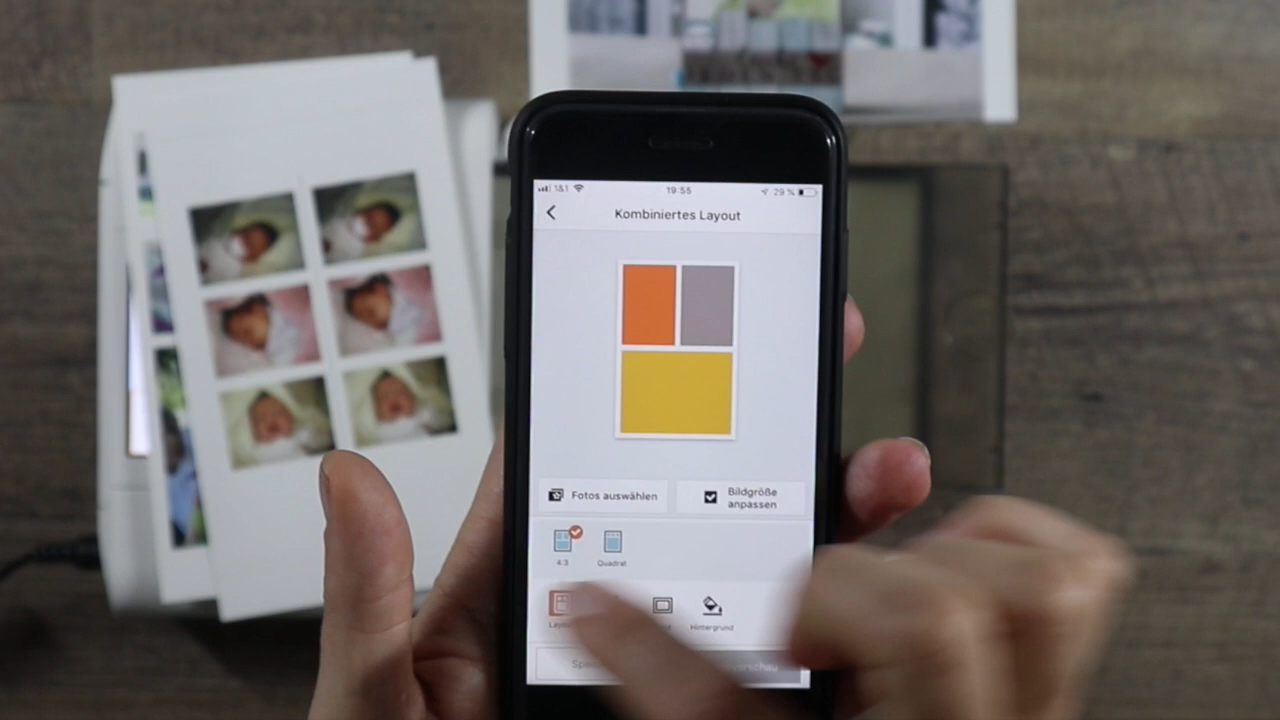 1&1 19:55 29 %
Kombiniertes Layout
Fotos auswählen
Bildgröße
anpassen
4:3 Quadrat
Hintergrund